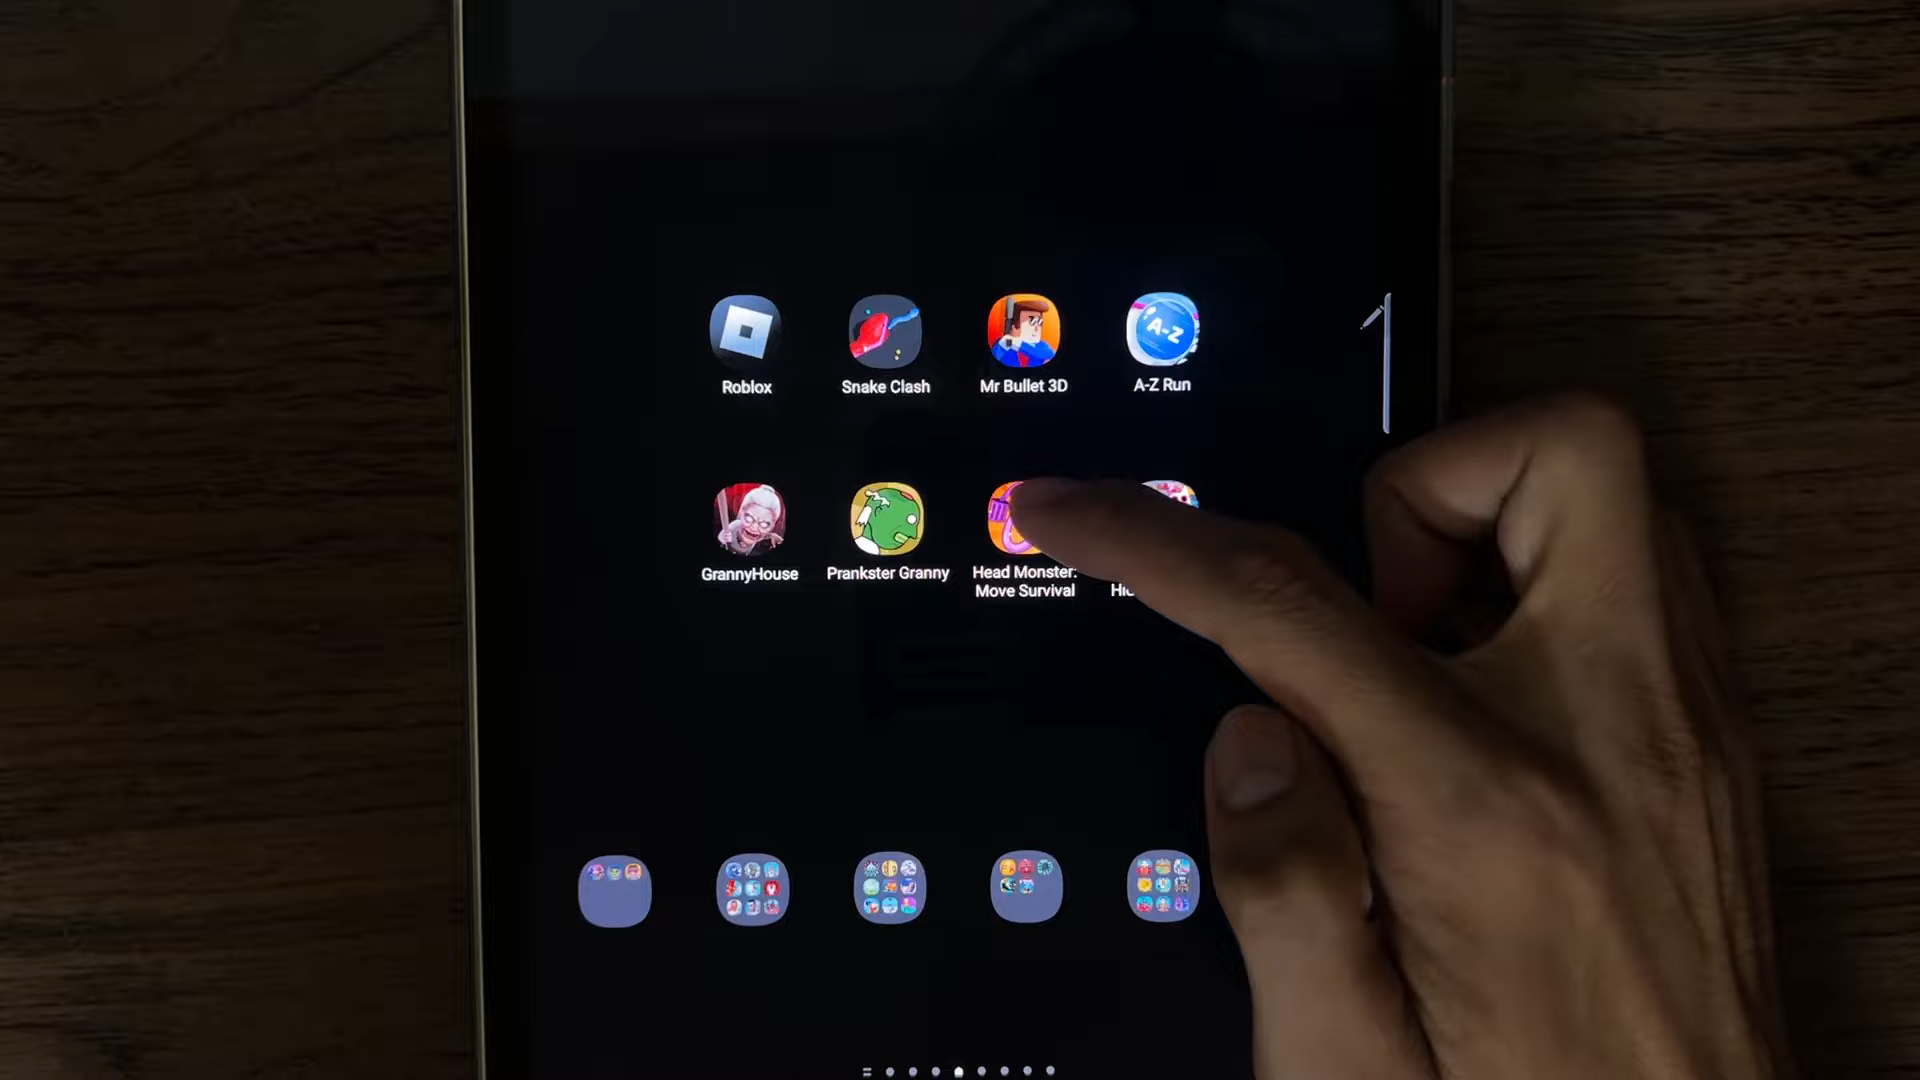 A-Z
Roblox
Snake Clash
Mr Bullet 3D
A-Z Run
GrannyHouse
Prankster Granny
Head Monster:
Move Survival